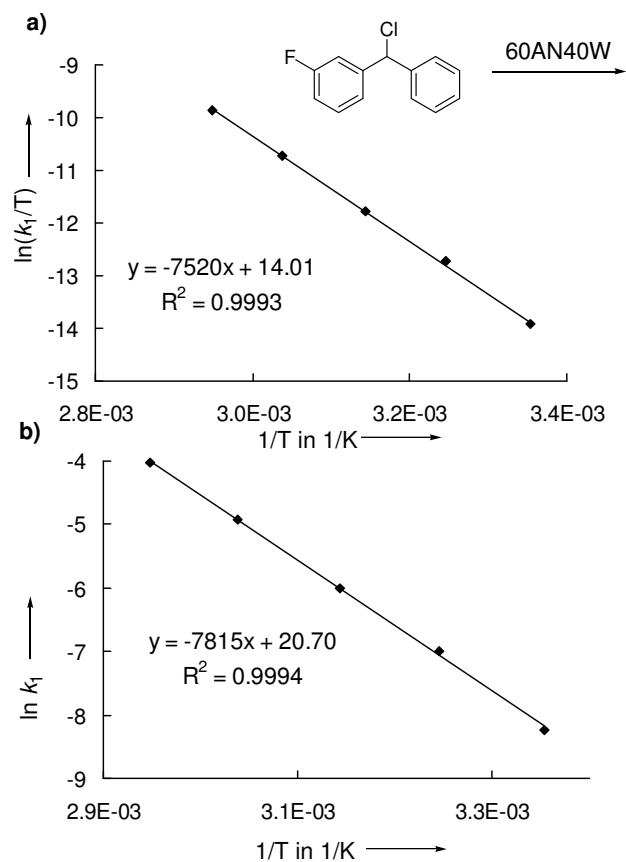 a)
Cl
F
60AN40W
-9
-10
-11
-12
-13
-14
-15
ln(k₁/T)
y = -7520x + 14.01
R² = 0.9993
2.8E-03 3.0E-03 3.2E-03 3.4E-03
1/T in 1/K
b)
-4
-5
-6
-7
-8
-9
ln k₁
y = -7815x + 20.70
R² = 0.9994
2.9E-03 3.1E-03 3.3E-03
1/T in 1/K